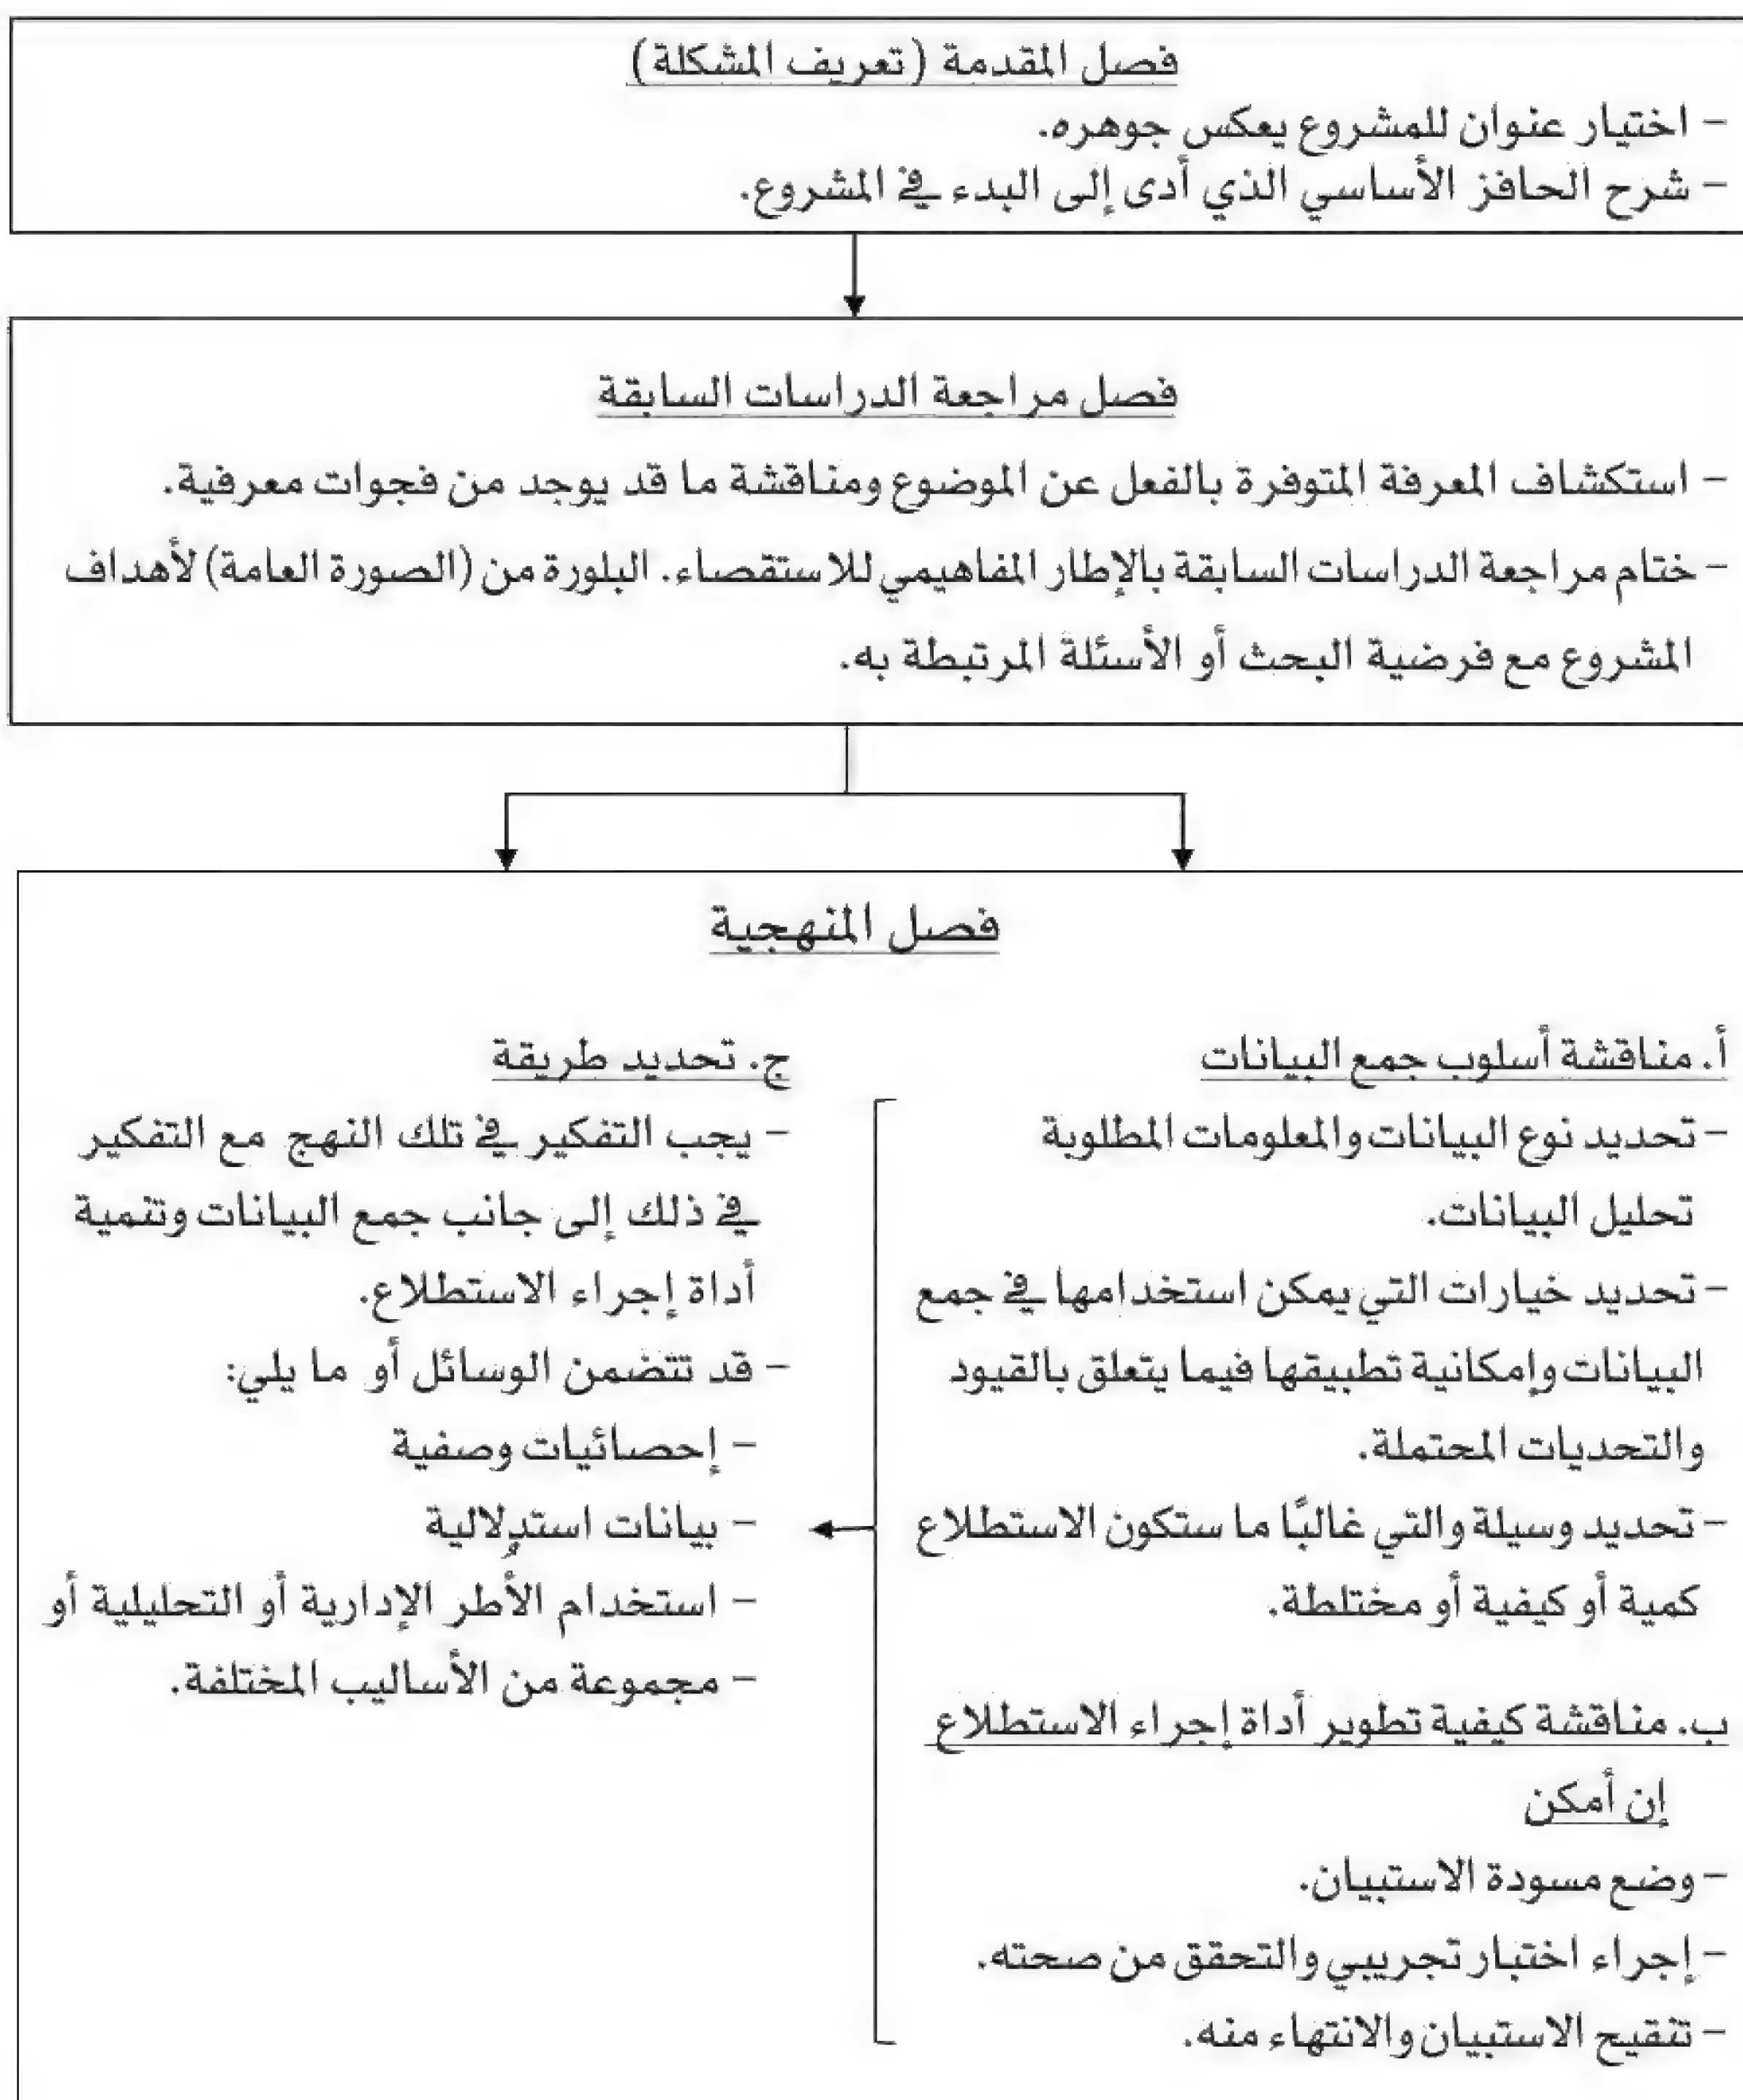 فصل المقدمة (تعريف المشكلة)
- اختيار عنوان للمشروع يعكس جوهره.
- شرح الحافز الأساسي الذي أدى إلى البدء في المشروع.
فصل مراجعة الدراسات السابقة
- استكشاف المعرفة المتوفرة بالفعل عن الموضوع ومناقشة ما قد يوجد من فجوات معرفية.
- ختام مراجعة الدراسات السابقة بالإطار المفاهيمي للاستقصاء. البلورة من (الصورة العامة) لأهداف
المشروع مع فرضية البحث أو الأسئلة المرتبطة به.
فصل المنهجية
أ. مناقشة أسلوب جمع البيانات
- تحديد نوع البيانات والمعلومات المطلوبة
تحليل البيانات.
- تحديد خيارات التي يمكن استخدامها في جمع
البيانات وإمكانية تطبيقها فيما يتعلق بالقيود
والتحديات المحتملة.
- تحديد وسيلة والتي غالبًا ما ستكون الاستطلاع
كمية أو كيفية أو مختلطة.
ب. مناقشة كيفية تطوير أداة إجراء الاستطلاع
إن أمكن
- وضع مسودة الاستبيان.
- إجراء اختبار تجريبي والتحقق من صحته.
- تنقيح الاستبيان والانتهاء منه.
ج. تحديد طريقة
- يجب التفكير في تلك النهج مع التفكير
في ذلك إلى جانب جمع البيانات وتنمية
أداة إجراء الاستطلاع.
- قد تتضمن الوسائل أو ما يلي:
- إحصائيات وصفية
- بيانات استدلالية
- استخدام الأُطر الإدارية أو التحليلية أو
- مجموعة من الأساليب المختلفة.